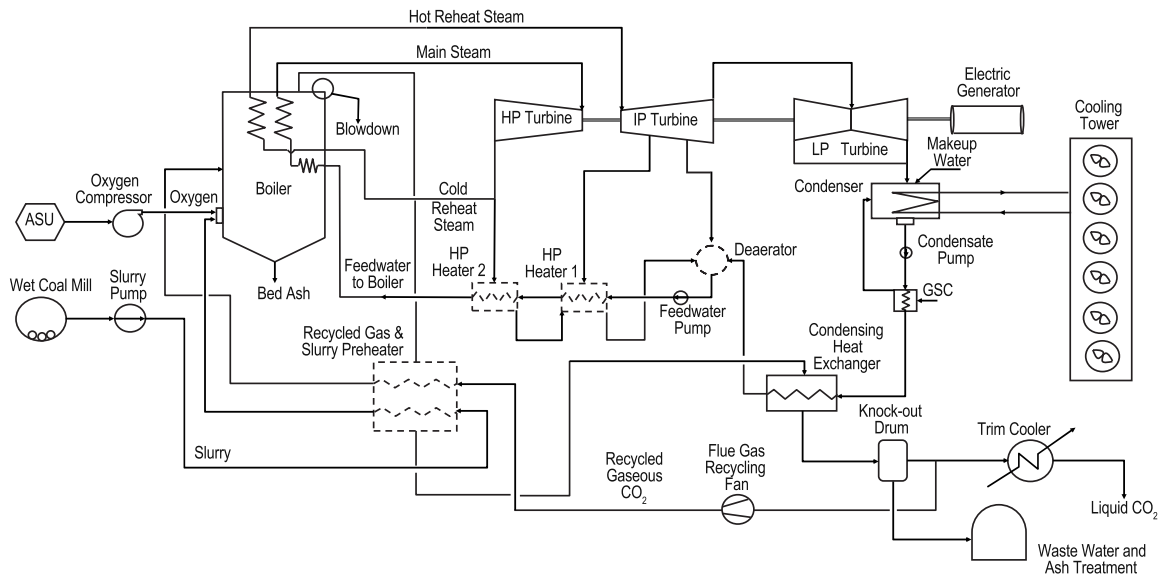 Hot Reheat Steam
Main Steam
Electric
Generator
Cooling
Tower
HP Turbine
IP Turbine
Blowdown
LP Turbine
Makeup
Water
Oxygen
Compressor
Oxygen
Boiler
Condenser
Cold
Reheat
Steam
ASU
Condensate
Pump
Deaerator
HP
Heater 2
HP
Heater 1
Feedwater
to Boiler
Wet Coal Mill
Slurry
Pump
Bed Ash
GSC
Feedwater
Pump
Recycled Gas &
Slurry Preheater
Condensing
Heat
Exchanger
Knock-out
Drum
Trim Cooler
Slurry
Recycled
Gaseous
CO2
Flue Gas
Recycling
Fan
Liquid CO2
Waste Water and
Ash Treatment